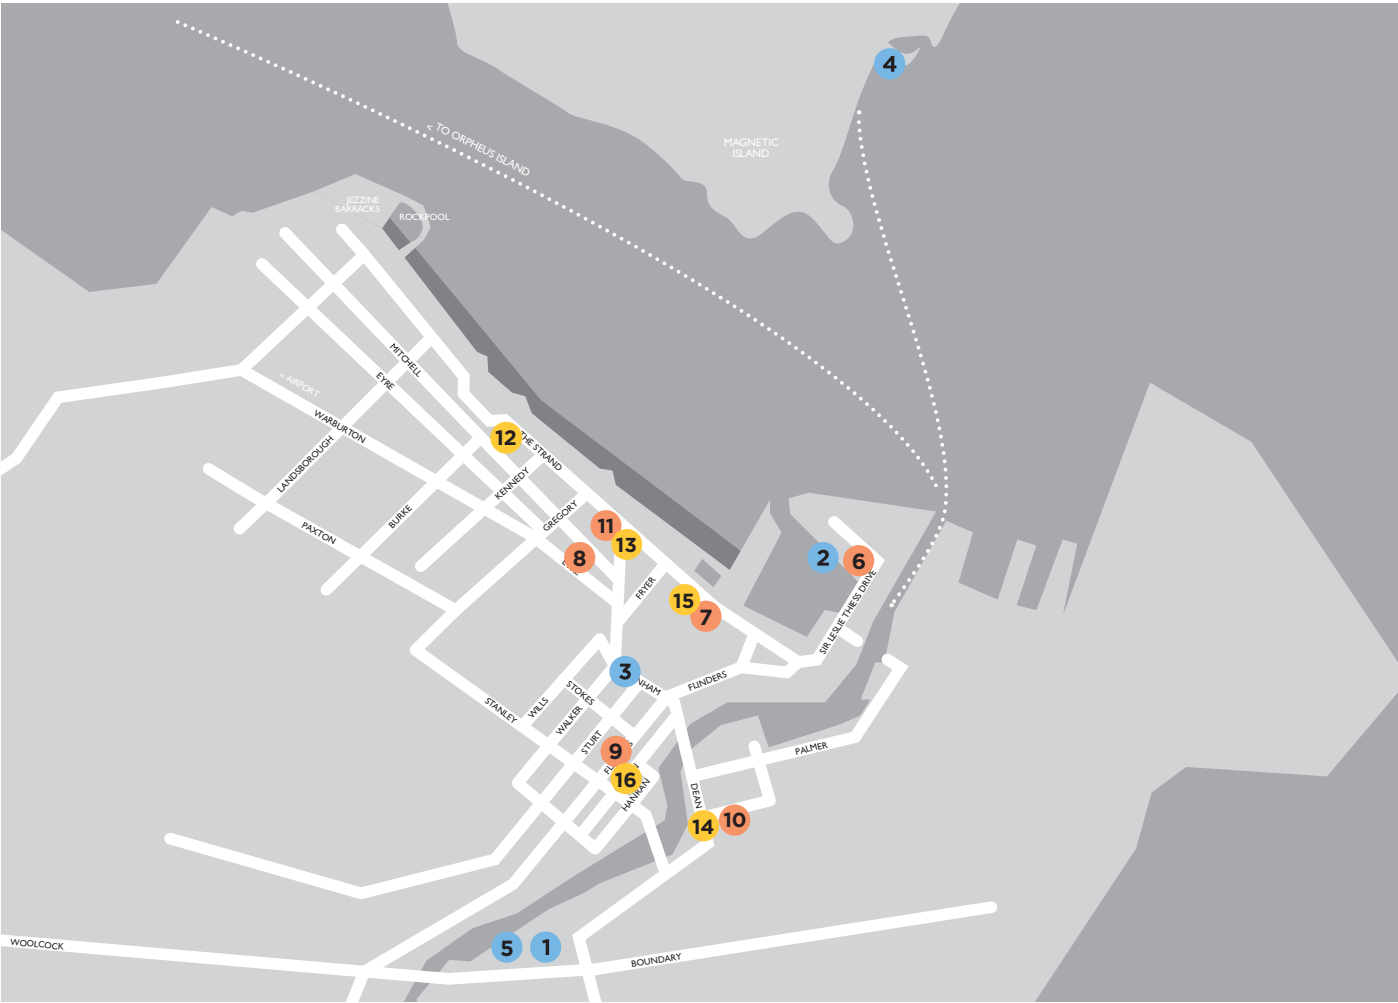 4
< TO ORPHEUS ISLAND
MAGNETIC
ISLAND
JEZZINE
BARRACKS
ROCKPOOL
MITCHELL
EYRE
< AIRPORT
WARBURTON
12
THE STRAND
LANDSBOROUGH
KENNEDY
GREGORY
BURKE
PAXTON
11
13
8
2
6
FRYER
15
7
SIR LESLIE THIESS DRIVE
3
NHAM
FLINDERS
STOKES
WILLS
STANLEY
WALKER
STURT
9
16
HANRAN
PALMER
DEAN
14
10
5
1
WOOLCOCK
BOUNDARY